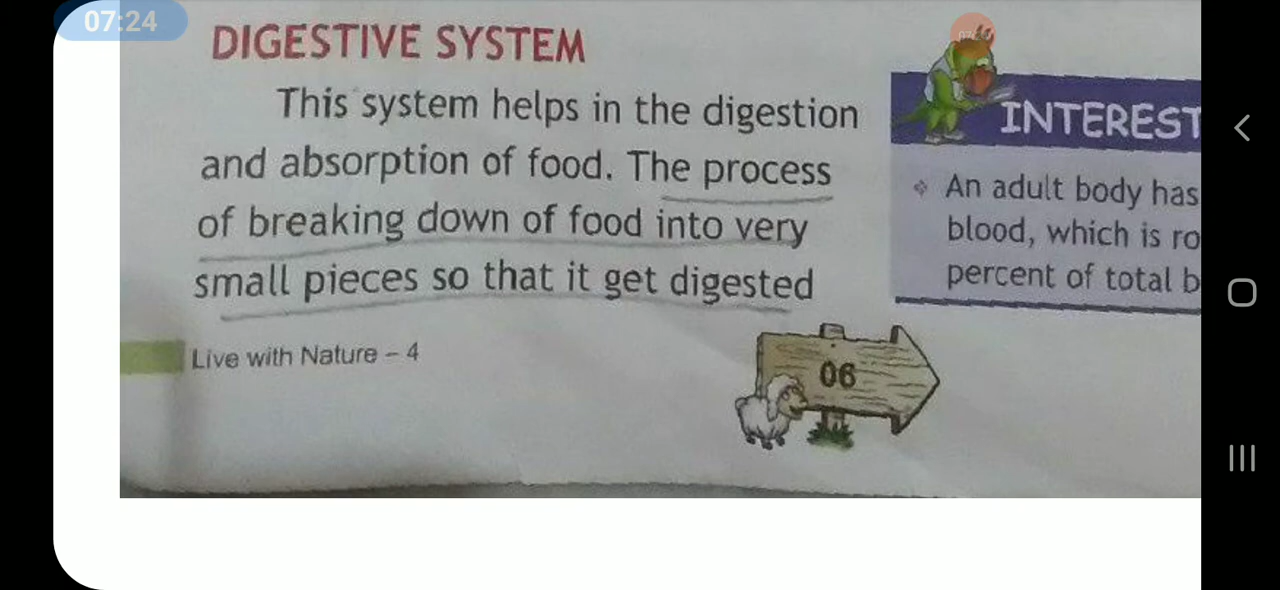 07:24
DIGESTIVE SYSTEM
This system helps in the digestion
and absorption of food. The process
of breaking down of food into very
small pieces so that it get digested
Live with Nature – 4
06
INTEREST
An adult body has
blood, which is ro
percent of total b